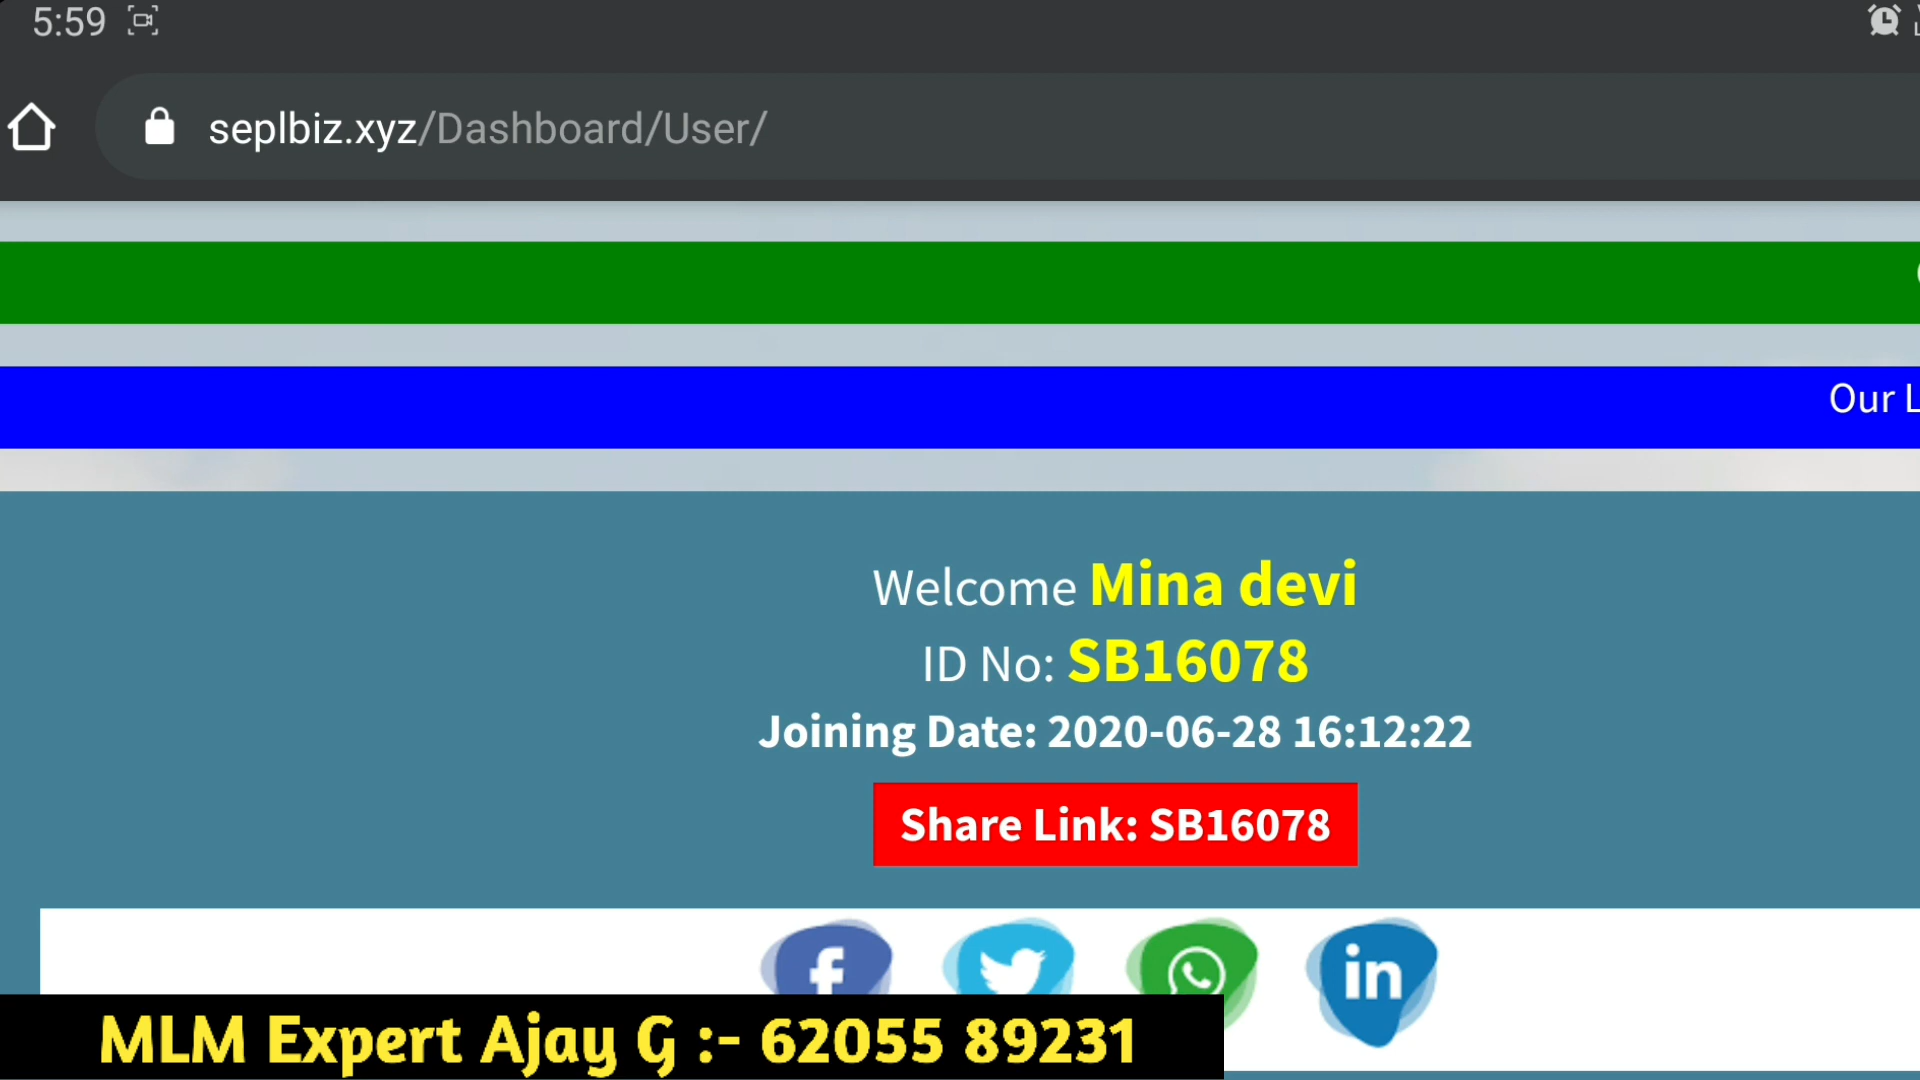 5:59
seplbiz.xyz/Dashboard/User/
Our L
Welcome Mina devi
ID No: SB16078
Joining Date: 2020-06-28 16:12:22
Share Link: SB16078
f
in
MLM Expert Ajay G :- 62055 89231